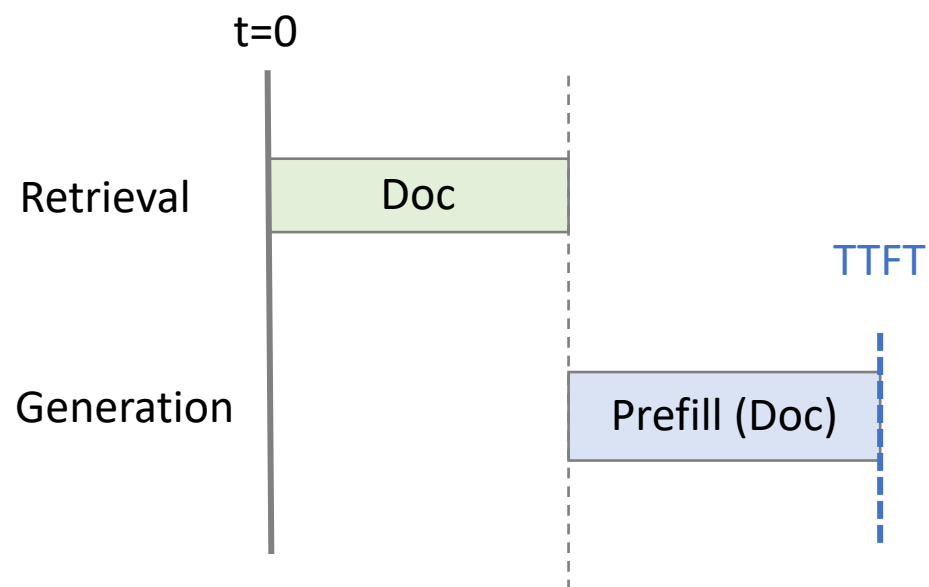 t=0
Retrieval
Doc
TTFT
Generation
Prefill (Doc)